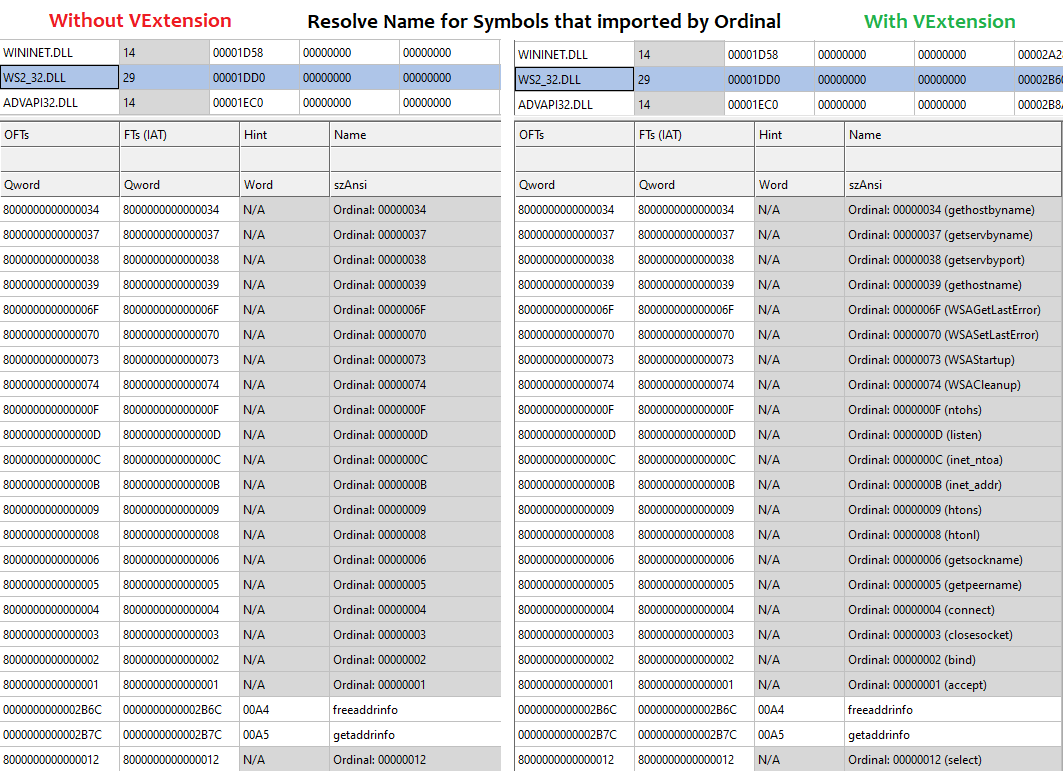 Without VExtension Resolve Name for Symbols that imported by Ordinal With VExtension
WININET.DLL 14 00001D58 00000000 00000000
WS2_32.DLL 29 00001DD0 00000000 00000000
ADVAPI32.DLL 14 00001EC0 00000000 00000000
OFTs FTs (IAT) Hint Name
Qword Qword Word szAnsi
8000000000000034 8000000000000034 N/A Ordinal: 00000034
8000000000000037 8000000000000037 N/A Ordinal: 00000037
8000000000000038 8000000000000038 N/A Ordinal: 00000038
8000000000000039 8000000000000039 N/A Ordinal: 00000039
800000000000006F 800000000000006F N/A Ordinal: 0000006F
8000000000000070 8000000000000070 N/A Ordinal: 00000070
8000000000000073 8000000000000073 N/A Ordinal: 00000073
8000000000000074 8000000000000074 N/A Ordinal: 00000074
800000000000000F 800000000000000F N/A Ordinal: 0000000F
800000000000000D 800000000000000D N/A Ordinal: 0000000D
800000000000000C 800000000000000C N/A Ordinal: 0000000C
800000000000000B 800000000000000B N/A Ordinal: 0000000B
8000000000000009 8000000000000009 N/A Ordinal: 00000009
8000000000000008 8000000000000008 N/A Ordinal: 00000008
8000000000000006 8000000000000006 N/A Ordinal: 00000006
8000000000000005 8000000000000005 N/A Ordinal: 00000005
8000000000000004 8000000000000004 N/A Ordinal: 00000004
8000000000000003 8000000000000003 N/A Ordinal: 00000003
8000000000000002 8000000000000002 N/A Ordinal: 00000002
8000000000000001 8000000000000001 N/A Ordinal: 00000001
0000000000002B6C 0000000000002B6C 00A4 freeaddrinfo
0000000000002B7C 0000000000002B7C 00A5 getaddrinfo
8000000000000012 8000000000000012 N/A Ordinal: 00000012
WININET.DLL 14 00001D58 00000000 00000000 00002A2
WS2_32.DLL 29 00001DD0 00000000 00000000 00002B6
ADVAPI32.DLL 14 00001EC0 00000000 00000000 00002B8
OFTs FTs (IAT) Hint Name
Qword Qword Word szAnsi
8000000000000034 8000000000000034 N/A Ordinal: 00000034 (gethostbyname)
8000000000000037 8000000000000037 N/A Ordinal: 00000037 (getservbyname)
8000000000000038 8000000000000038 N/A Ordinal: 00000038 (getservbyport)
8000000000000039 8000000000000039 N/A Ordinal: 00000039 (gethostname)
800000000000006F 800000000000006F N/A Ordinal: 0000006F (WSAGetLastError)
8000000000000070 8000000000000070 N/A Ordinal: 00000070 (WSASetLastError)
8000000000000073 8000000000000073 N/A Ordinal: 00000073 (WSAStartup)
8000000000000074 8000000000000074 N/A Ordinal: 00000074 (WSACleanup)
800000000000000F 800000000000000F N/A Ordinal: 0000000F (ntohs)
800000000000000D 800000000000000D N/A Ordinal: 0000000D (listen)
800000000000000C 800000000000000C N/A Ordinal: 0000000C (inet_ntoa)
800000000000000B 800000000000000B N/A Ordinal: 0000000B (inet_addr)
8000000000000009 8000000000000009 N/A Ordinal: 00000009 (htons)
8000000000000008 8000000000000008 N/A Ordinal: 00000008 (htonl)
8000000000000006 8000000000000006 N/A Ordinal: 00000006 (getsockname)
8000000000000005 8000000000000005 N/A Ordinal: 00000005 (getpeername)
8000000000000004 8000000000000004 N/A Ordinal: 00000004 (connect)
8000000000000003 8000000000000003 N/A Ordinal: 00000003 (closesocket)
8000000000000002 8000000000000002 N/A Ordinal: 00000002 (bind)
8000000000000001 8000000000000001 N/A Ordinal: 00000001 (accept)
0000000000002B6C 0000000000002B6C 00A4 freeaddrinfo
0000000000002B7C 0000000000002B7C 00A5 getaddrinfo
8000000000000012 8000000000000012 N/A Ordinal: 00000012 (select)